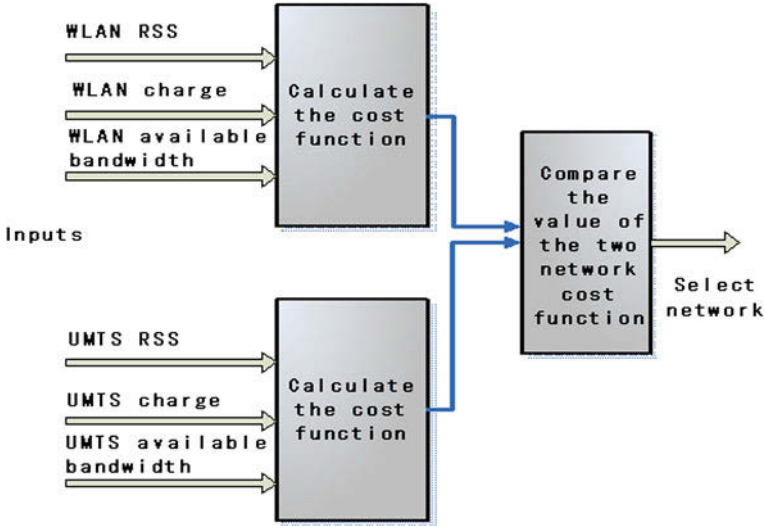 WLAN RSS
WLAN charge
WLAN available
bandwidth
Calculate
the cost
function
Inputs
UMTS RSS
UMTS charge
UMTS available
bandwidth
Calculate
the cost
function
Compare
the
value of
the two
network
cost
function
Select
network